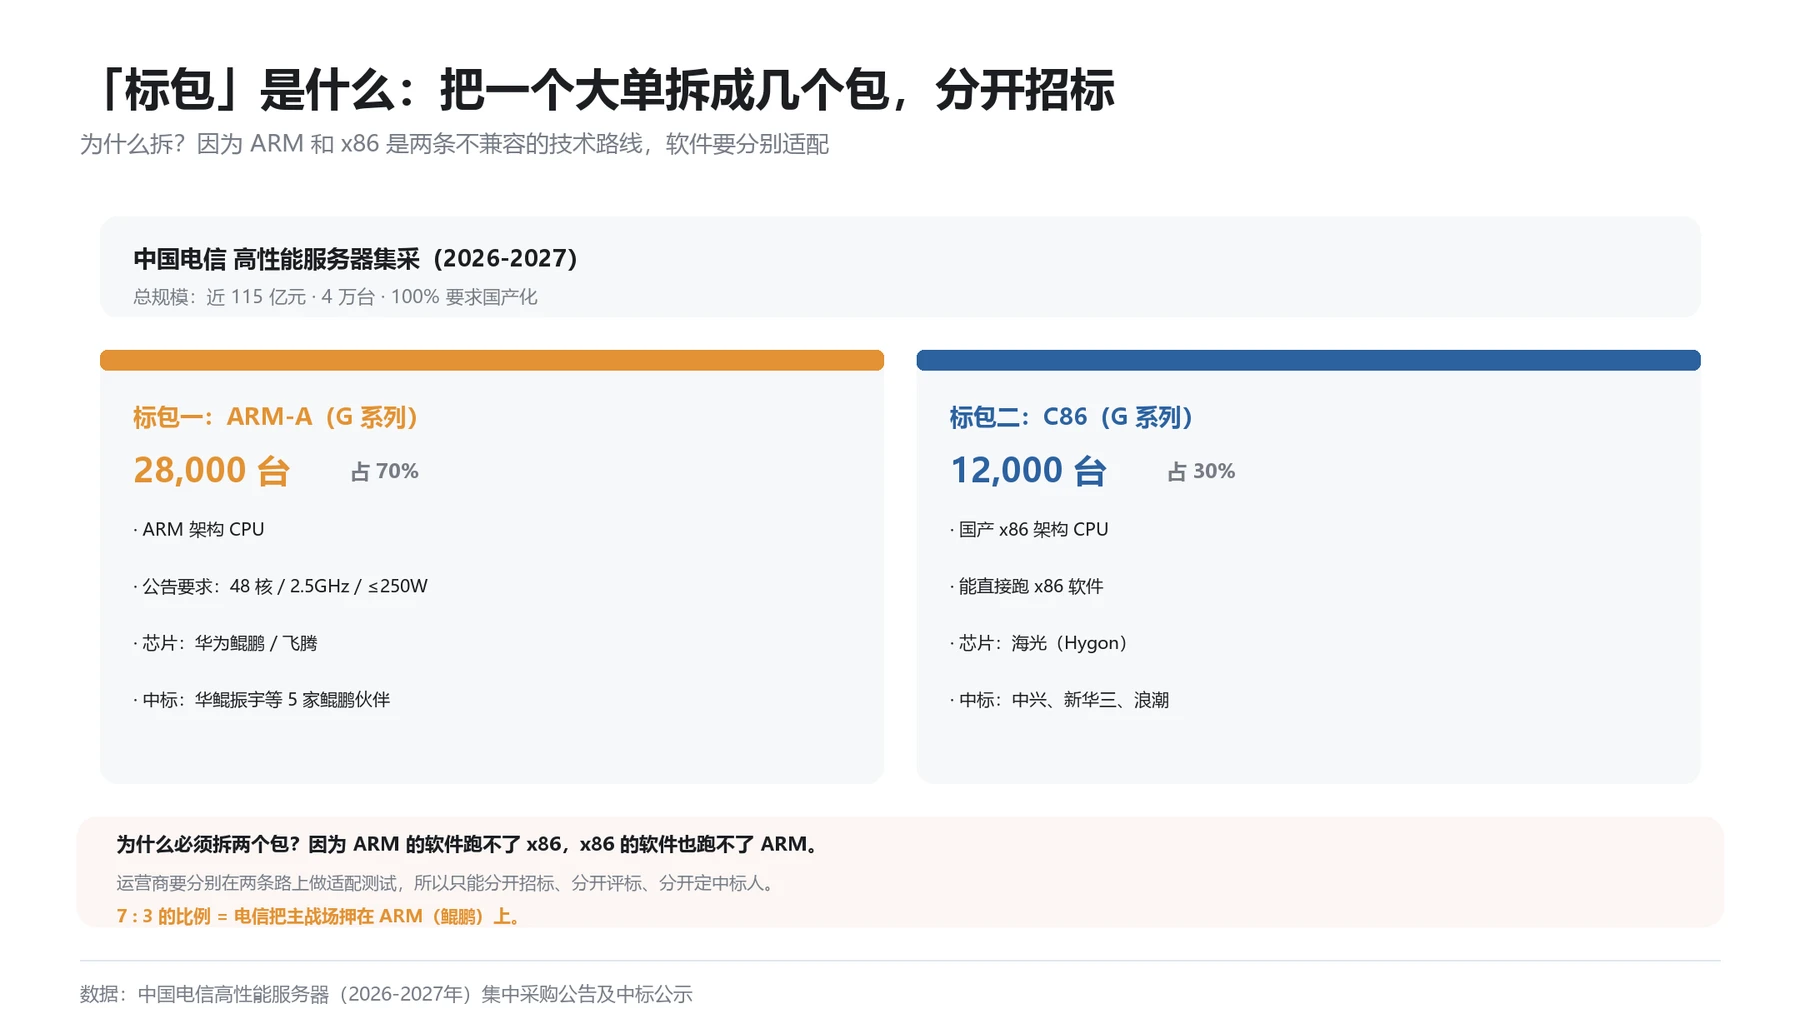 「标包」是什么：把一个大单拆成几个包，分开招标
为什么拆？因为 ARM 和 x86 是两条不兼容的技术路线，软件要分别适配
中国电信 高性能服务器集采（2026-2027）
总规模：近 115 亿元 · 4 万台 · 100% 要求国产化
标包一：ARM-A（G 系列）
28,000 台 占 70%
· ARM 架构 CPU
· 公告要求：48 核 / 2.5GHz / ≤250W
· 芯片：华为鲲鹏 / 飞腾
· 中标：华鲲振宇等 5 家鲲鹏伙伴
标包二：C86（G 系列）
12,000 台 占 30%
· 国产 x86 架构 CPU
· 能直接跑 x86 软件
· 芯片：海光（Hygon）
· 中标：中兴、新华三、浪潮
为什么必须拆两个包？因为 ARM 的软件跑不了 x86，x86 的软件也跑不了 ARM。
运营商要分别在两条路上做适配测试，所以只能分开招标、分开评标、分开定中标人。
7 : 3 的比例 = 电信把主战场押在 ARM（鲲鹏）上。
数据：中国电信高性能服务器（2026-2027年）集中采购公告及中标公示